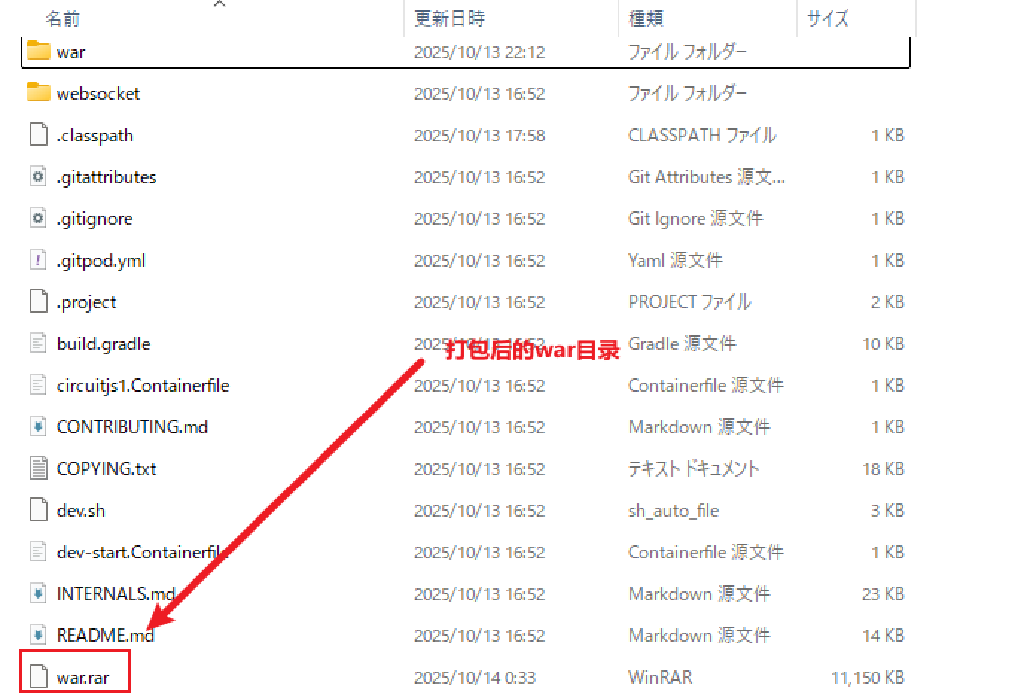 名前 更新日時 種類 サイズ
war 2025/10/13 22:12 ファイル フォルダー
websocket 2025/10/13 16:52 ファイル フォルダー
.classpath 2025/10/13 17:58 CLASSPATH ファイル 1 KB
.gitattributes 2025/10/13 16:52 Git Attributes 源文... 1 KB
.gitignore 2025/10/13 16:52 Git Ignore 源文件 1 KB
.gitpod.yml 2025/10/13 16:52 Yaml 源文件 1 KB
.project 2025/10/13 16:52 PROJECT ファイル 2 KB
build.gradle 2025/10/13 16:52 Gradle 源文件 10 KB
打包后的war目录
circuitjs1.Containerfile 2025/10/13 16:52 Containerfile 源文件 1 KB
CONTRIBUTING.md 2025/10/13 16:52 Markdown 源文件 1 KB
COPYING.txt 2025/10/13 16:52 テキスト ドキュメント 18 KB
dev.sh 2025/10/13 16:52 sh_auto_file 3 KB
dev-start.Containerfile 2025/10/13 16:52 Containerfile 源文件 1 KB
INTERNALS.md 2025/10/13 16:52 Markdown 源文件 23 KB
README.md 2025/10/13 16:52 Markdown 源文件 14 KB
war.rar 2025/10/14 0:33 WinRAR 11,150 KB